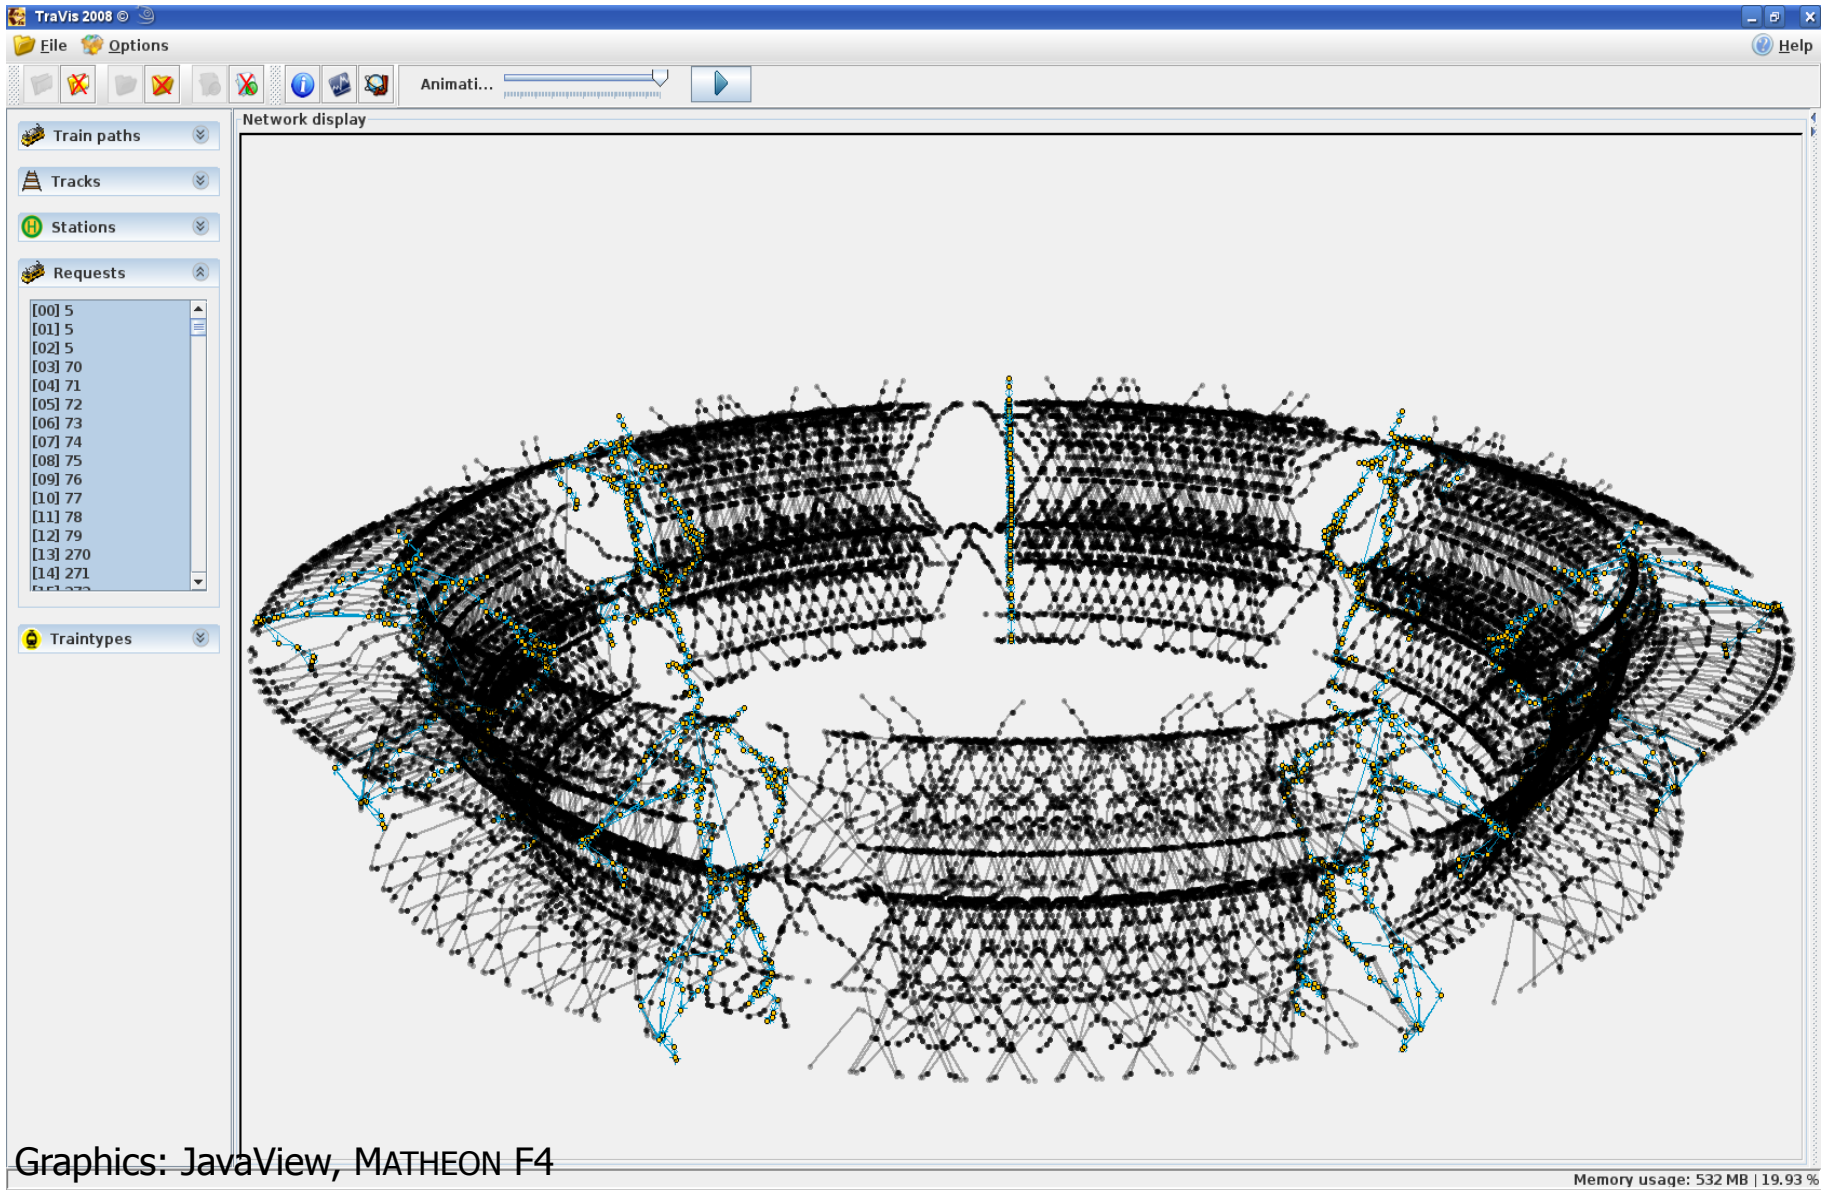 TraVis 2008 ©
File Options Help
Animati...
Network display
Train paths
Tracks
Stations
Requests
[00] 5
[01] 5
[02] 5
[03] 70
[04] 71
[05] 72
[06] 73
[07] 74
[08] 75
[09] 76
[10] 77
[11] 78
[12] 79
[13] 270
[14] 271
Traintypes
Graphics: JavaView, MATHEON F4
Memory usage: 532 MB | 19.93 %